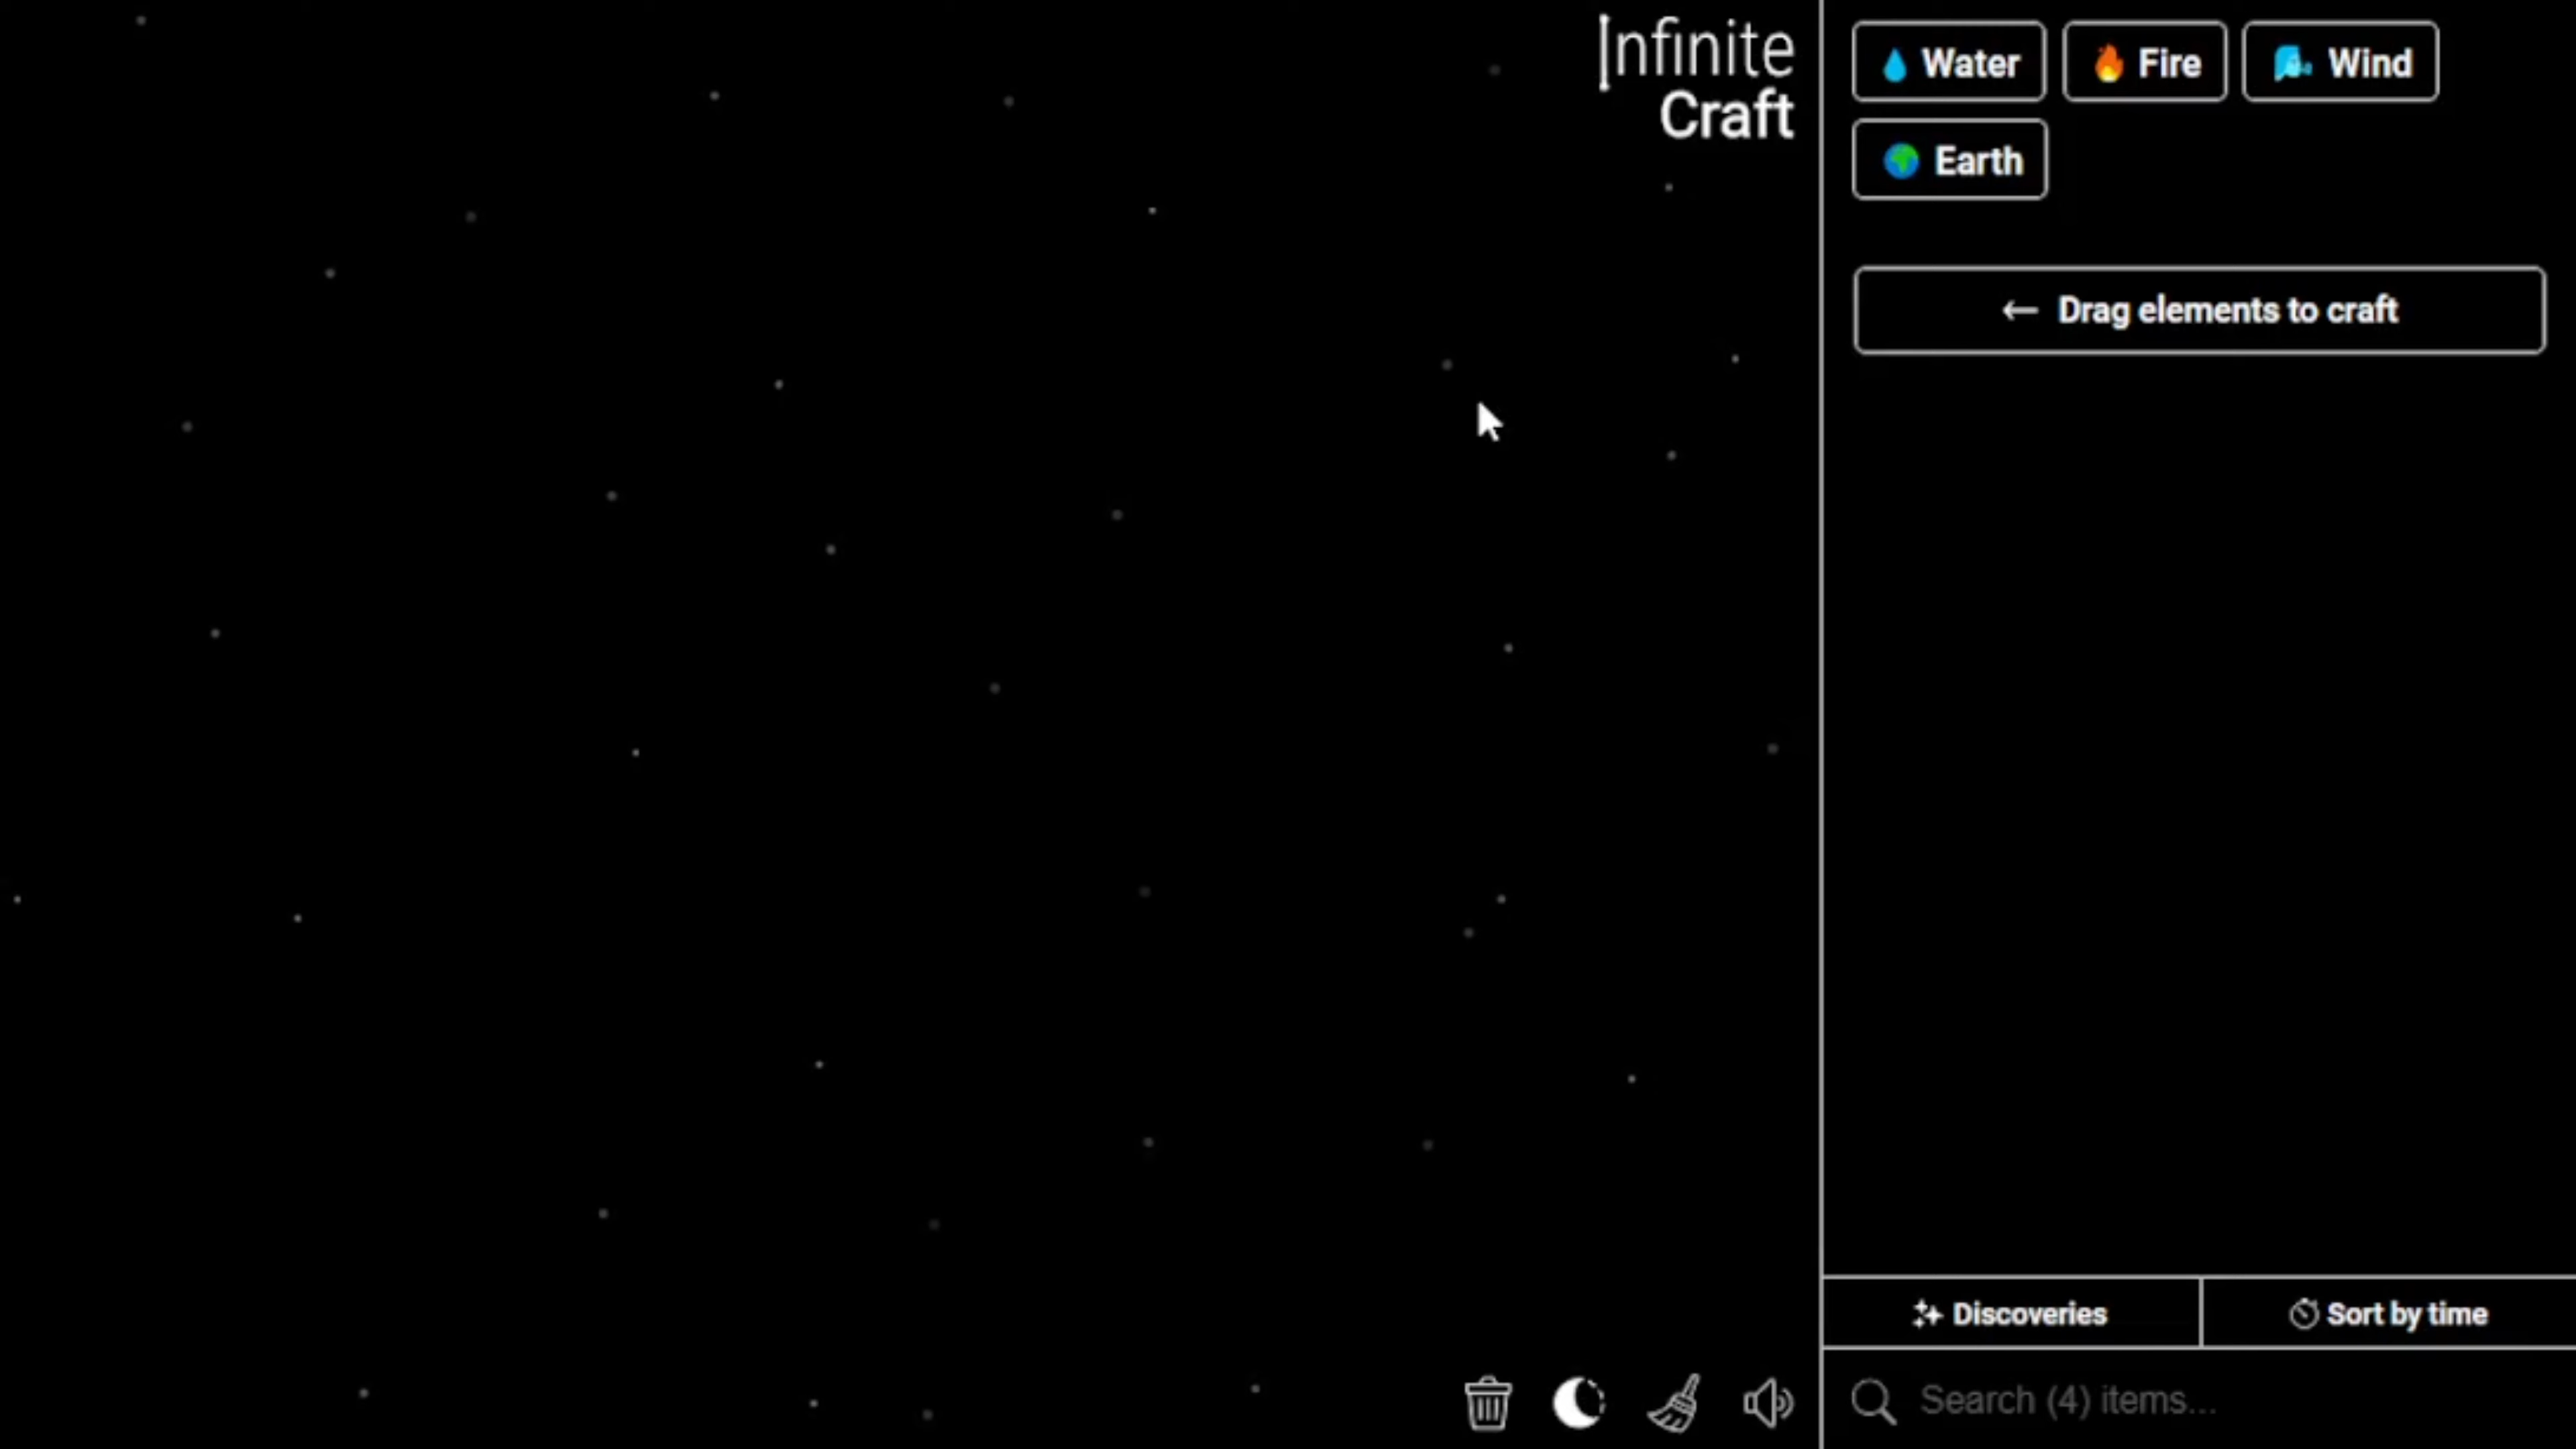 Infinite
Craft
Water
Fire
Wind
Earth
← Drag elements to craft
Discoveries
Sort by time
Search (4) items...